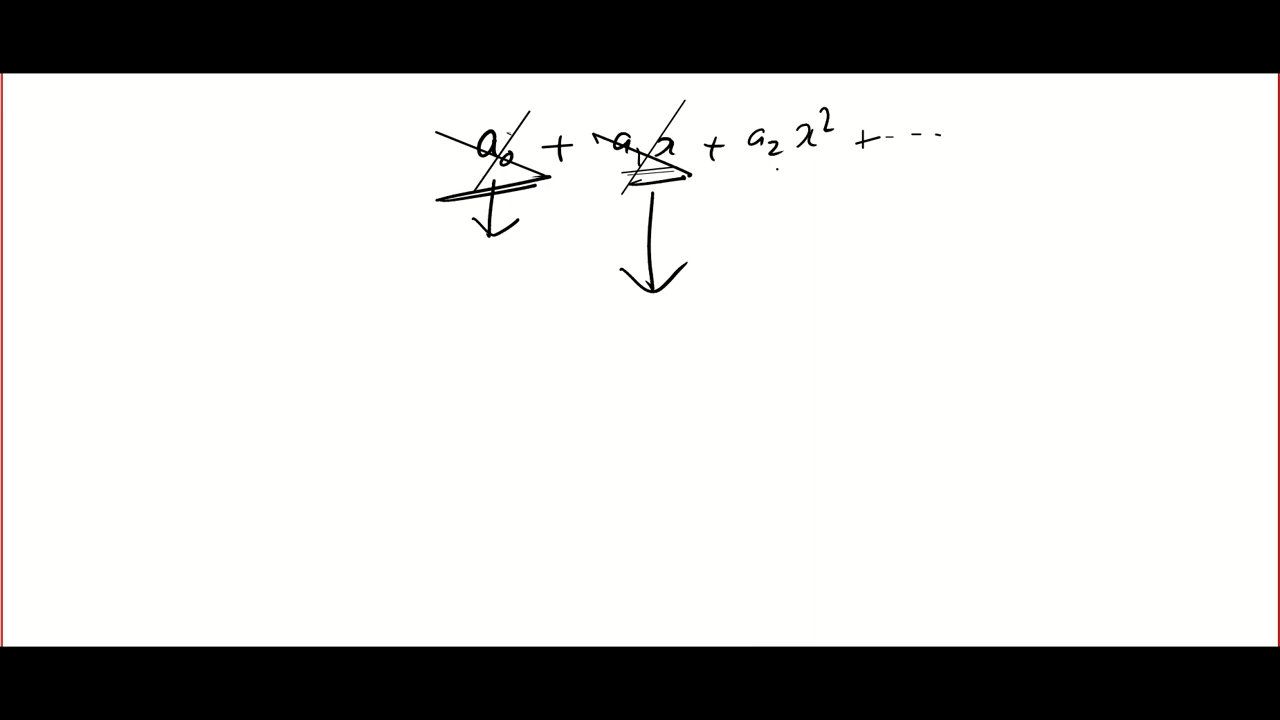 a₀ + a₁x + a₂x² + ----